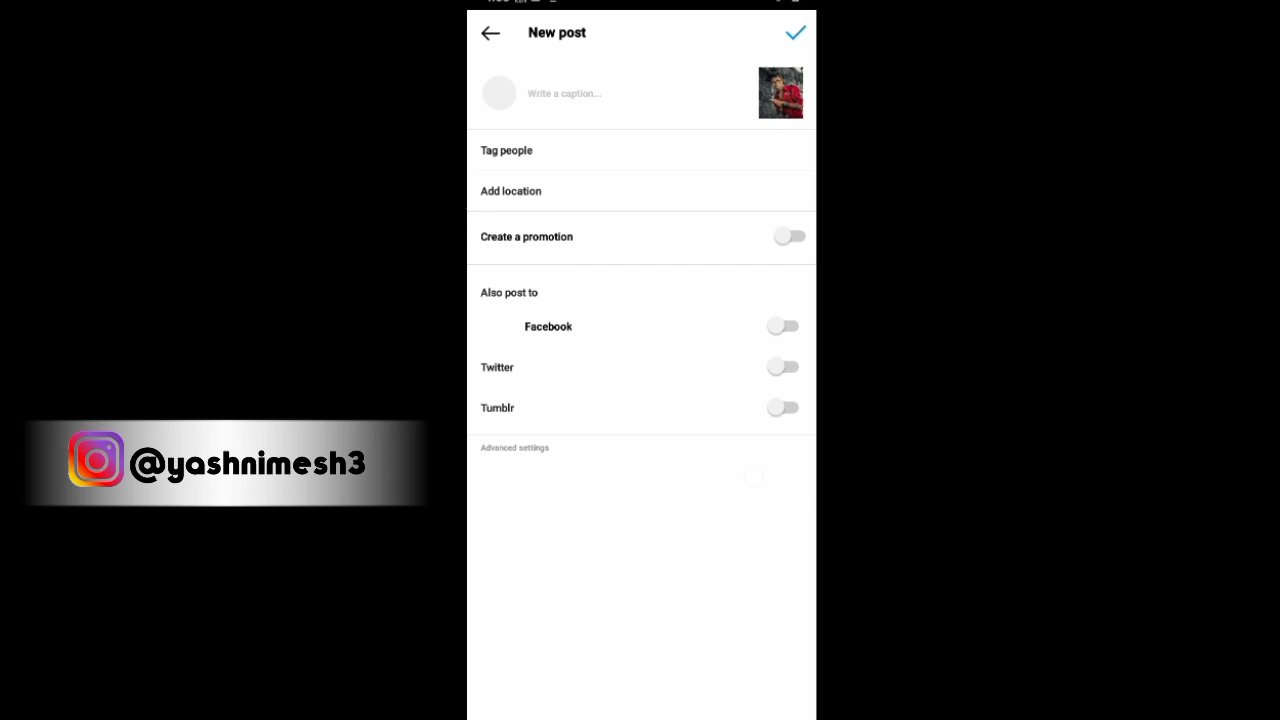 New post
Write a caption...
Tag people
Add location
Create a promotion
Also post to
Facebook
Twitter
Tumblr
Advanced settings
@yashnimesh3